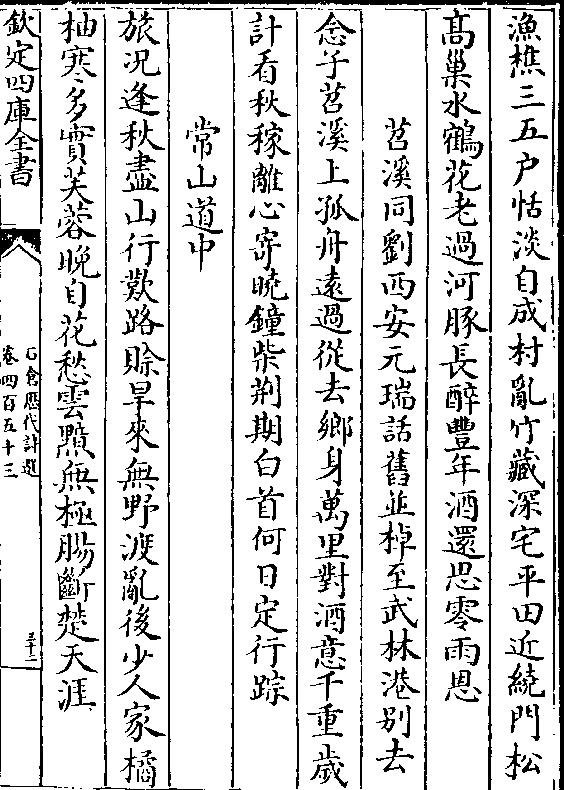 漁樵三五户恬淡自成村亂竹藏深宅平田近繞門松
髙巢水鶴花老過河豚長醉豐年酒還思零雨恩
苕溪同劉西安元瑞話舊並棹至武林港别去
念子苕溪上孤舟遠過從去鄉身萬里對酒意千重歲
計看秋稼離心寄曉鐘柴荆期白首何日定行踪
常山道中
旅况逢秋盡山行歎路賖旱來無野渡亂後少人家橘
柚寒多實芙蓉晩自花愁雲黯無極腸斷楚天涯
欽定四庫全書
石倉歷代詩選
卷四百五十三
三十二